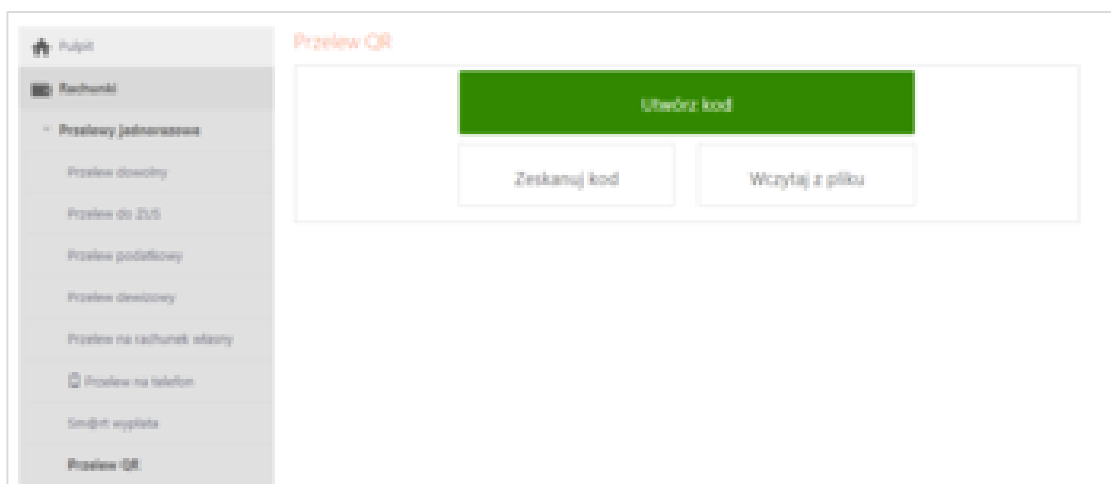 Pulpit
Rachunki
Przelewy jednorazowe
Przelew dowolny
Przelew do ZUS
Przelew podatkowy
Przelew dewizowy
Przelew na rachunek własny
Przelew na telefon
Sm@rt wypłata
Przelew QR
Przelew QR
Utwórz kod
Zeskanuj kod
Wczytaj z pliku